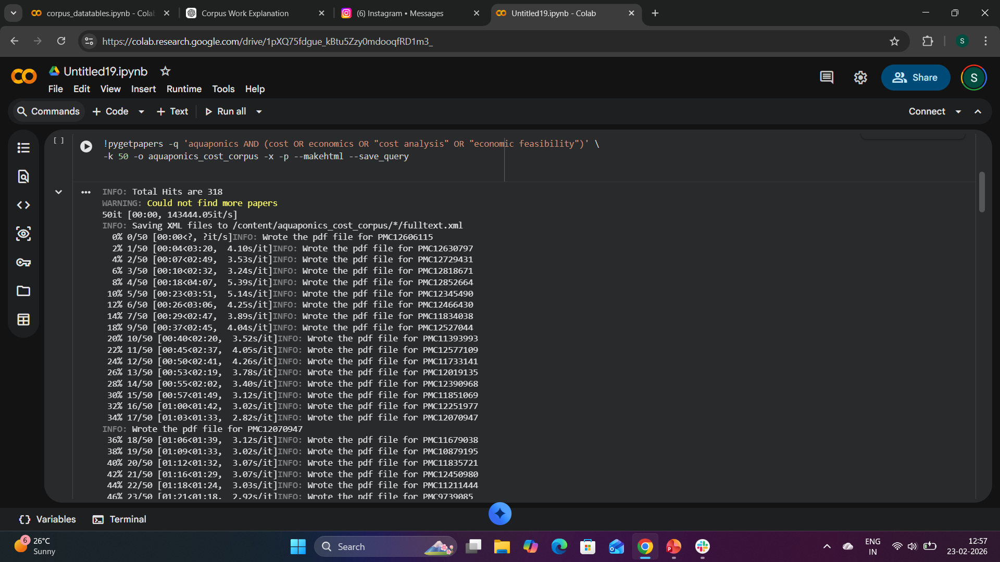 corpus_datatables.ipynb - Cola
Corpus Work Explanation
(6) Instagram • Messages
Untitled19.ipynb - Colab
https://colab.research.google.com/drive/1pXQ75fdgue_kBtu5Zzy0mdooqfRD1m3_
S
Untitled19.ipynb
File Edit View Insert Runtime Tools Help
Share
S
Commands + Code + Text Run all
Connect
[ ]
!pygetpapers -q 'aquaponics AND (cost OR economics OR "cost analysis" OR "economic feasibility")' \
-k 50 -o aquaponics_cost_corpus -x -p --makehtml --save_query
INFO: Total Hits are 318
WARNING: Could not find more papers
50it [00:00, 143444.05it/s]
INFO: Saving XML files to /content/aquaponics_cost_corpus/*/fulltext.xml
0% 0/50 [00:00<?, ?it/s]INFO: Wrote the pdf file for PMC12606115
2% 1/50 [00:04<03:20, 4.10s/it]INFO: Wrote the pdf file for PMC12630797
4% 2/50 [00:07<02:49, 3.53s/it]INFO: Wrote the pdf file for PMC12729431
6% 3/50 [00:10<02:32, 3.24s/it]INFO: Wrote the pdf file for PMC12818671
8% 4/50 [00:18<04:07, 5.39s/it]INFO: Wrote the pdf file for PMC12852664
10% 5/50 [00:23<03:51, 5.14s/it]INFO: Wrote the pdf file for PMC12345490
12% 6/50 [00:26<03:06, 4.25s/it]INFO: Wrote the pdf file for PMC12466430
14% 7/50 [00:29<02:47, 3.89s/it]INFO: Wrote the pdf file for PMC11834038
18% 9/50 [00:37<02:45, 4.04s/it]INFO: Wrote the pdf file for PMC12527044
20% 10/50 [00:40<02:20, 3.52s/it]INFO: Wrote the pdf file for PMC11393993
22% 11/50 [00:45<02:37, 4.05s/it]INFO: Wrote the pdf file for PMC12577109
24% 12/50 [00:50<02:41, 4.26s/it]INFO: Wrote the pdf file for PMC11733141
26% 13/50 [00:53<02:19, 3.78s/it]INFO: Wrote the pdf file for PMC12019135
28% 14/50 [00:55<02:02, 3.40s/it]INFO: Wrote the pdf file for PMC12390968
30% 15/50 [00:57<01:49, 3.12s/it]INFO: Wrote the pdf file for PMC11851069
32% 16/50 [01:00<01:42, 3.02s/it]INFO: Wrote the pdf file for PMC12251977
34% 17/50 [01:03<01:33, 2.82s/it]INFO: Wrote the pdf file for PMC12070947
INFO: Wrote the pdf file for PMC12070947
36% 18/50 [01:06<01:39, 3.12s/it]INFO: Wrote the pdf file for PMC11679038
38% 19/50 [01:09<01:33, 3.02s/it]INFO: Wrote the pdf file for PMC10879195
40% 20/50 [01:12<01:32, 3.07s/it]INFO: Wrote the pdf file for PMC11835721
42% 21/50 [01:16<01:29, 3.07s/it]INFO: Wrote the pdf file for PMC12450980
44% 22/50 [01:18<01:24, 3.03s/it]INFO: Wrote the pdf file for PMC11211444
46% 23/50 [01:21<01:18, 2.92s/it]INFO: Wrote the pdf file for PMC9739085
Variables Terminal
6
26°C
Sunny
Search
ENG
IN
12:57
23-02-2026